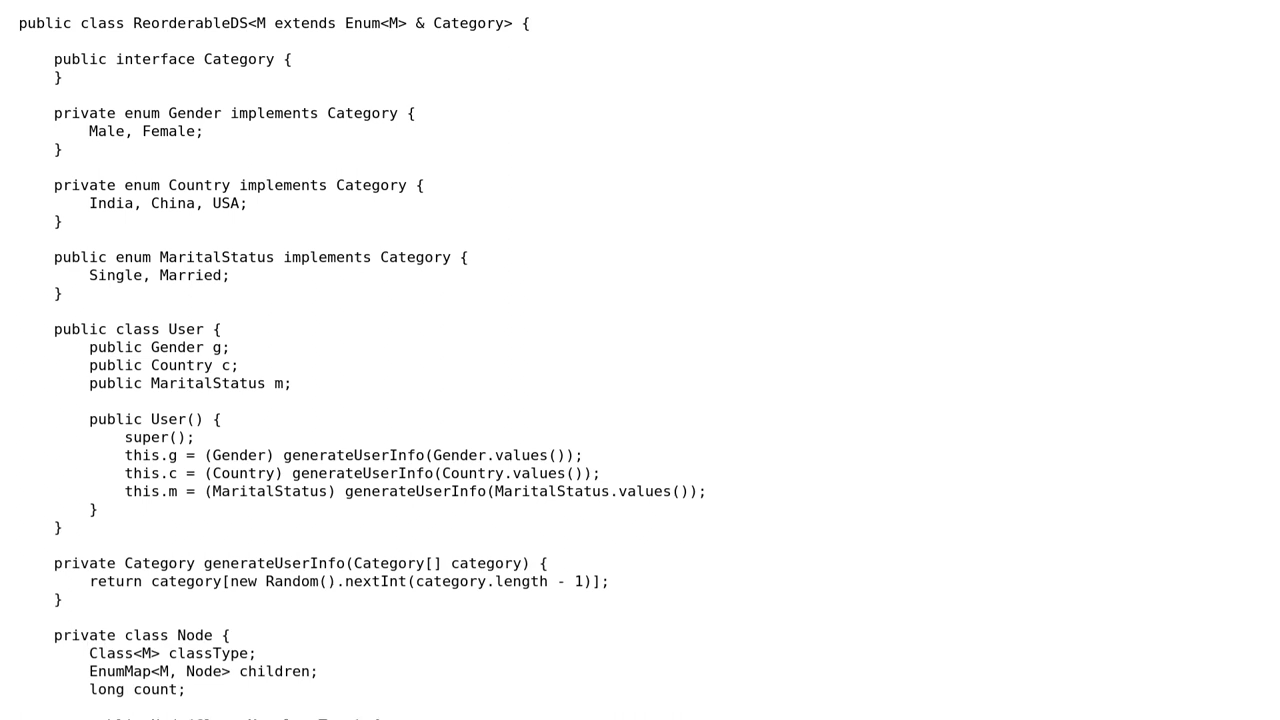 public class ReorderableDS<M extends Enum<M> & Category> {
public interface Category {
}
private enum Gender implements Category {
Male, Female;
}
private enum Country implements Category {
India, China, USA;
}
public enum MaritalStatus implements Category {
Single, Married;
}
public class User {
public Gender g;
public Country c;
public MaritalStatus m;
public User() {
super();
this.g = (Gender) generateUserInfo(Gender.values());
this.c = (Country) generateUserInfo(Country.values());
this.m = (MaritalStatus) generateUserInfo(MaritalStatus.values());
}
}
private Category generateUserInfo(Category[] category) {
return category[new Random().nextInt(category.length - 1)];
}
private class Node {
Class<M> classType;
EnumMap<M, Node> children;
long count;